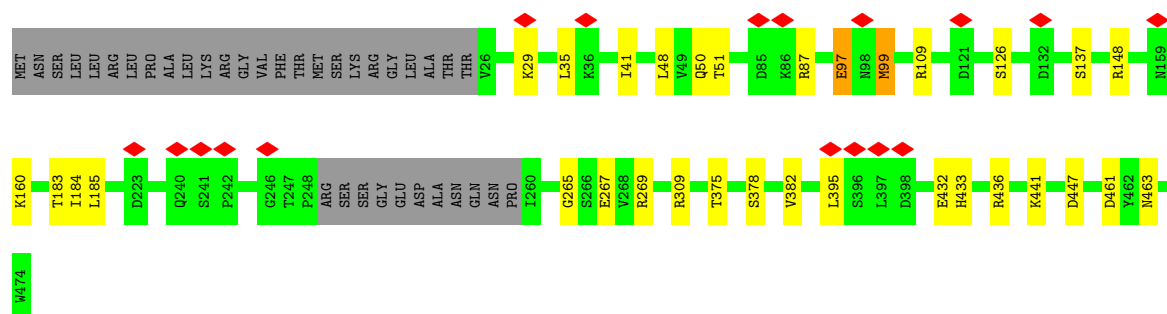 MET ASN SER LEU LEU ARG LEU PRO ALA LEU LYS ARG GLY VAL PHE THR MET SER LYS ARG GLY LEU ALA THR THR V26 K29 L35 K36 I41 L48 V49 Q50 T51 D85 K86 R87 E97 N98 M99 R109 D121 S126 D132 S137 R148 N159
K160 T183 I184 L185 D223 Q240 S241 P242 G246 T247 P248 ARG SER SER GLY GLU ASP ALA ASN GLN ASN PRO I260 G265 S266 E267 V268 R269 R309 T375 S378 V382 L395 S396 L397 D398 E432 H433 R436 K441 D447 D461 Y462 N463
W474